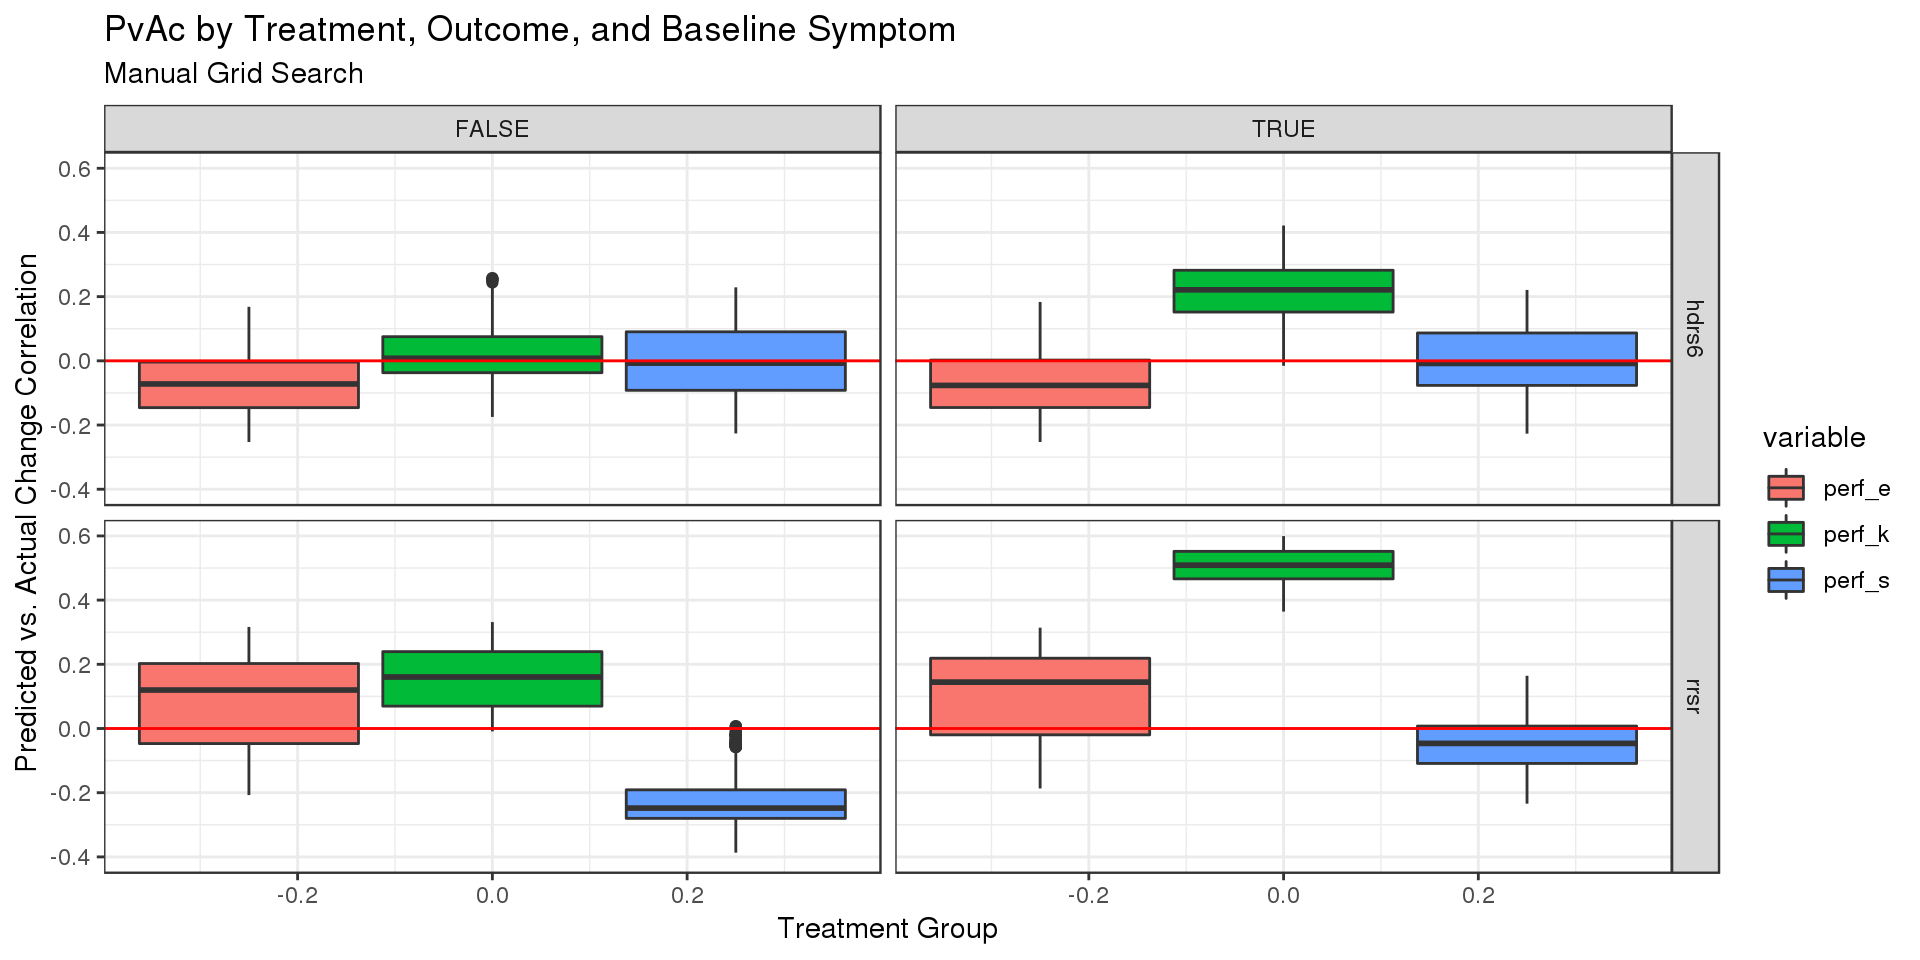 PvAc by Treatment, Outcome, and Baseline Symptom
Manual Grid Search
FALSE
TRUE
0.6
0.4
0.2
0.0
-0.2
-0.4
hdrs6
0.6
0.4
0.2
0.0
-0.2
-0.4
rrsr
Predicted vs. Actual Change Correlation
-0.2
0.0
0.2
-0.2
0.0
0.2
Treatment Group
variable
perf_e
perf_k
perf_s